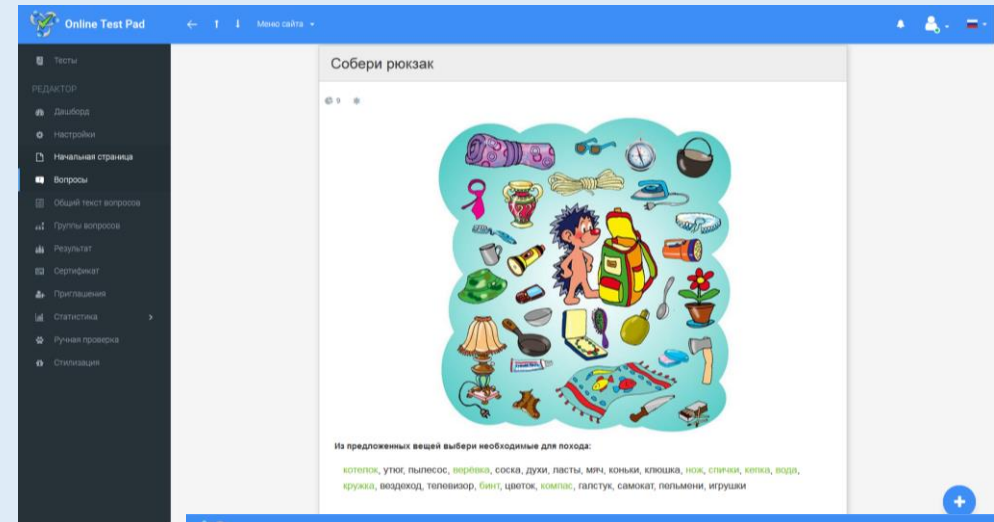 Online Test Pad
Меню сайта
Тесты
РЕДАКТОР
Дашборд
Настройки
Начальная страница
Вопросы
Общий текст вопросов
Группы вопросов
Результат
Сертификат
Приглашения
Статистика
Ручная проверка
Стилизация
Собери рюкзак
9
Из предложенных вещей выбери необходимые для похода:
котелок, утюг, пылесос, верёвка, соска, духи, ласты, мяч, коньки, клюшка, нож, спички, кепка, вода,
кружка, вездеход, телевизор, бинт, цветок, компас, галстук, самокат, пельмени, игрушки